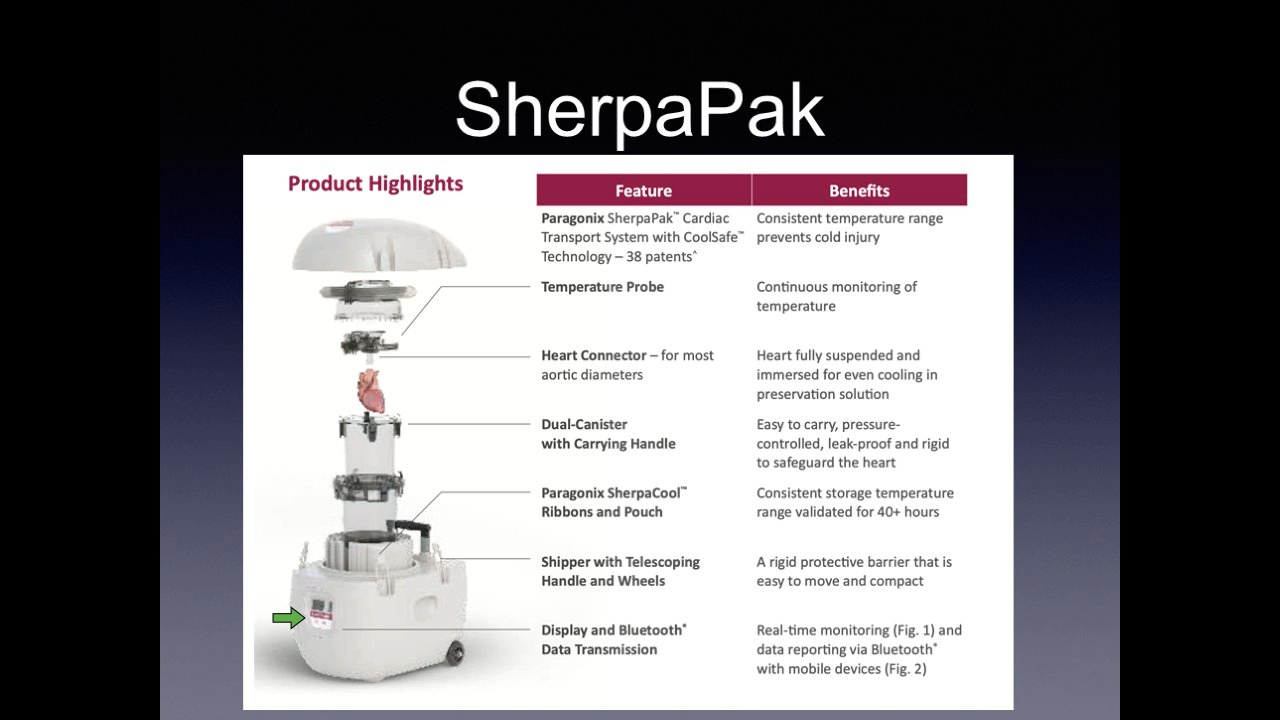 SherpaPak
Product Highlights
Feature
Benefits
Paragonix SherpaPak™ Cardiac
Transport System with CoolSafe™
Technology – 38 patents^
Consistent temperature range
prevents cold injury
Temperature Probe
Continuous monitoring of
temperature
Heart Connector – for most
aortic diameters
Heart fully suspended and
immersed for even cooling in
preservation solution
Dual-Canister
with Carrying Handle
Easy to carry, pressure-
controlled, leak-proof and rigid
to safeguard the heart
Paragonix SherpaCool™
Ribbons and Pouch
Consistent storage temperature
range validated for 40+ hours
Shipper with Telescoping
Handle and Wheels
A rigid protective barrier that is
easy to move and compact
Display and Bluetooth*
Data Transmission
Real-time monitoring (Fig. 1) and
data reporting via Bluetooth*
with mobile devices (Fig. 2)